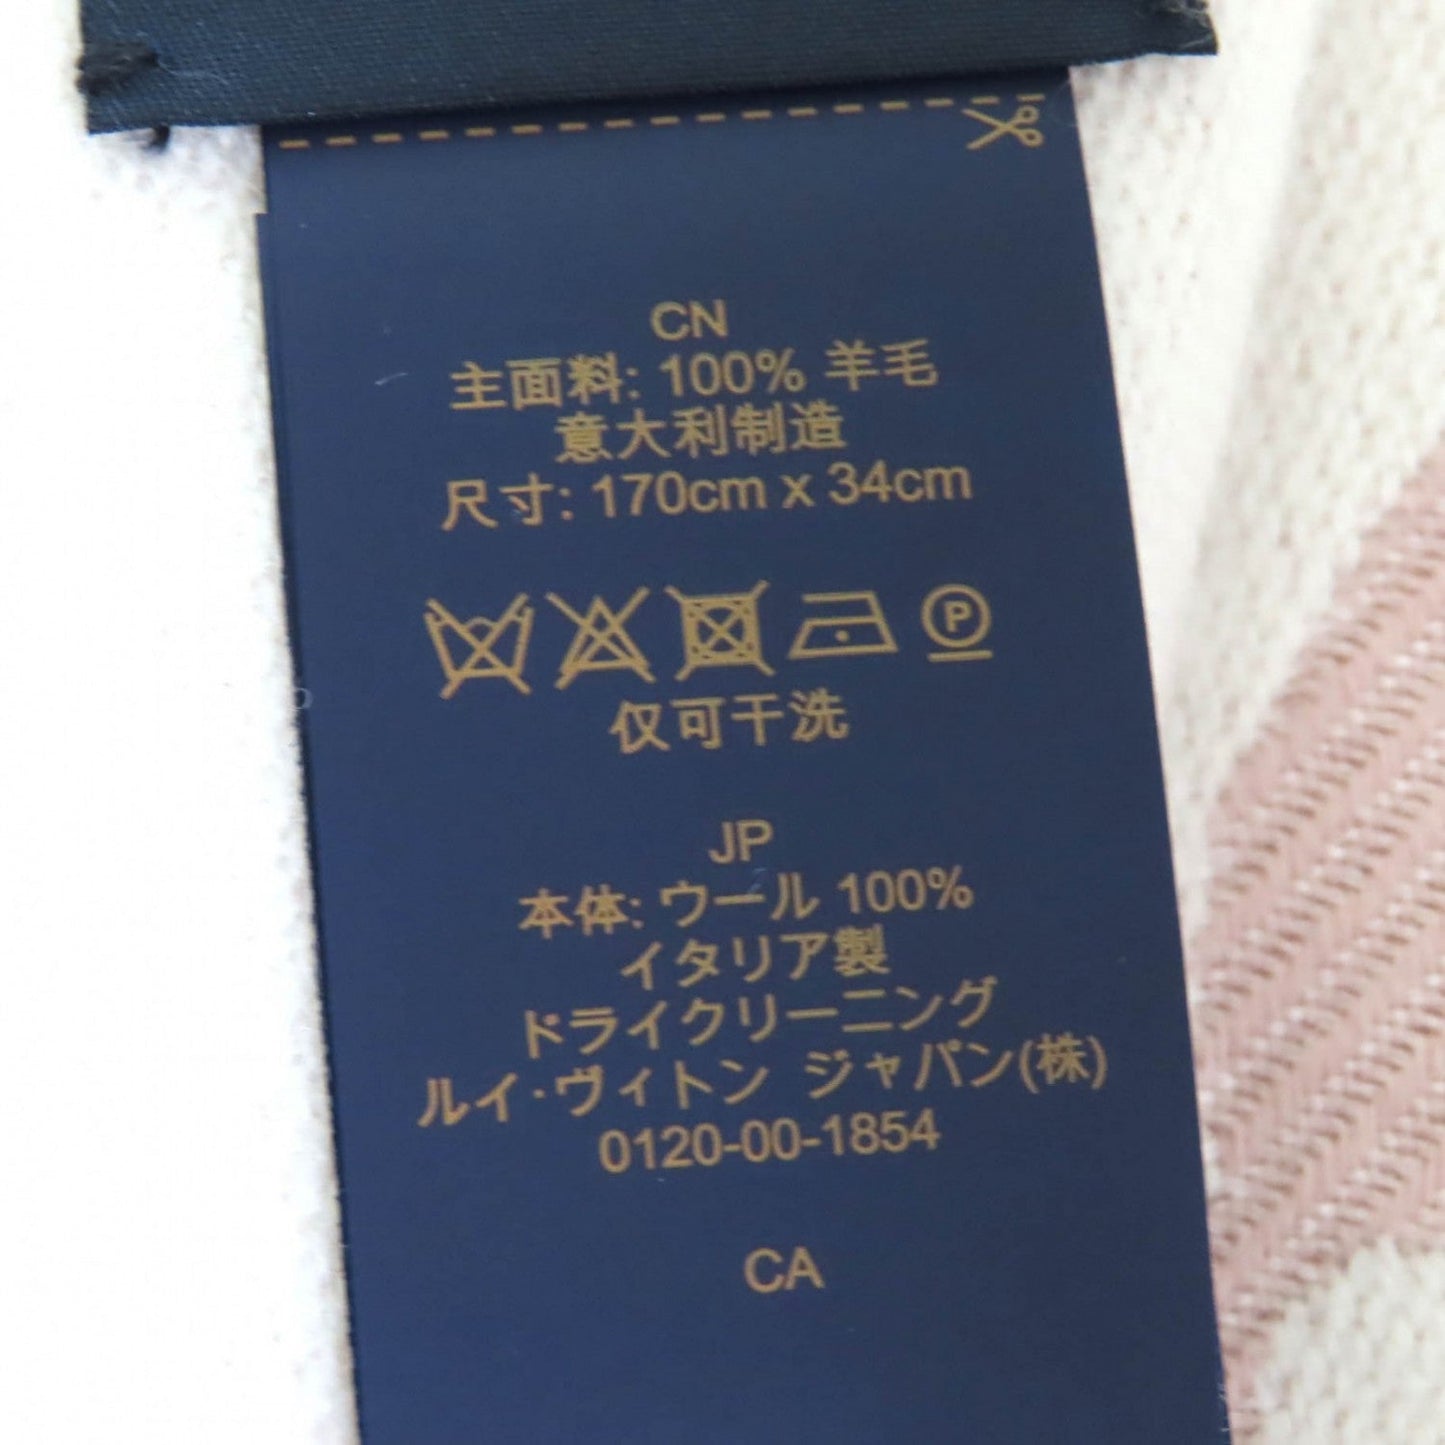 CN
主面料: 100% 羊毛
意大利制造
尺寸: 170cm x 34cm
P
仅可干洗
JP
本体: ウール 100%
イタリア製
ドライクリーニング
ルイ·ヴィトン ジャパン(株)
0120-00-1854
CA